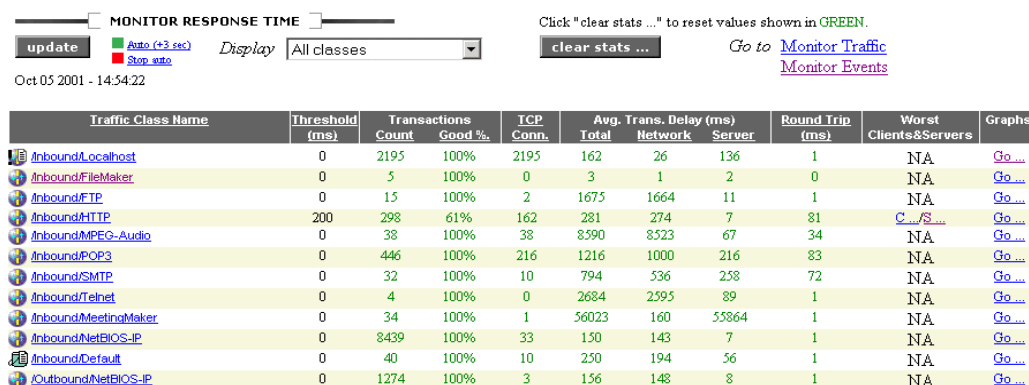 MONITOR RESPONSE TIME
Click "clear stats ..." to reset values shown in GREEN.
update Auto (+3 sec) Display All classes clear stats ... Go to Monitor Traffic
Stop auto Monitor Events
Oct 05 2001 - 14:54:22
Traffic Class Name Threshold Transactions TCP Avg. Trans. Delay (ms) Round Trip Worst Graphs
(ms) Count Good %. Conn. Total Network Server (ms) Clients&Servers
/Inbound/Localhost 0 2195 100% 2195 162 26 136 1 NA Go ...
/Inbound/FileMaker 0 5 100% 0 3 1 2 0 NA Go ...
/Inbound/FTP 0 15 100% 2 1675 1664 11 1 NA Go ...
/Inbound/HTTP 200 298 61% 162 281 274 7 81 C .../S ... Go ...
/Inbound/MPEG-Audio 0 38 100% 38 8590 8523 67 34 NA Go ...
/Inbound/POP3 0 446 100% 216 1216 1000 216 83 NA Go ...
/Inbound/SMTP 0 32 100% 10 794 536 258 72 NA Go ...
/Inbound/Telnet 0 4 100% 0 2684 2595 89 1 NA Go ...
/Inbound/MeetingMaker 0 34 100% 1 56023 160 55864 1 NA Go ...
/Inbound/NetBIOS-IP 0 8439 100% 33 150 143 7 1 NA Go ...
/Inbound/Default 0 40 100% 10 250 194 56 1 NA Go ...
/Outbound/NetBIOS-IP 0 1274 100% 3 156 148 8 1 NA Go ...